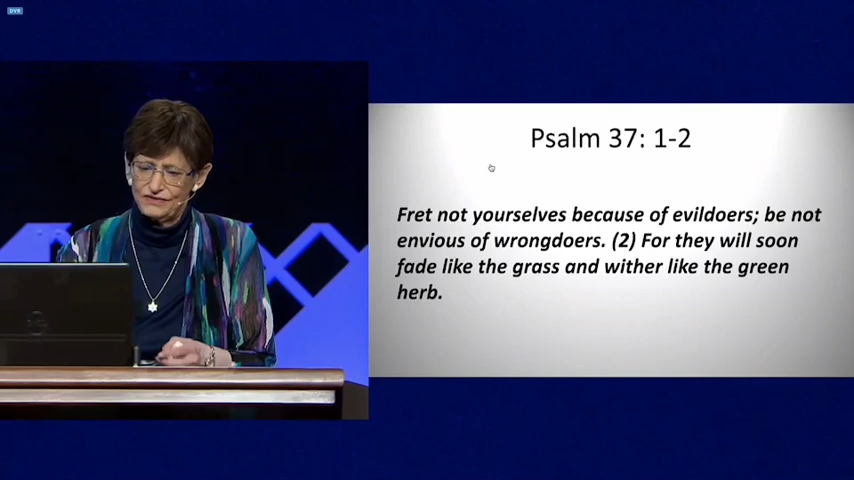 DVR
Psalm 37: 1-2
Fret not yourselves because of evildoers; be not
envious of wrongdoers. (2) For they will soon
fade like the grass and wither like the green
herb.